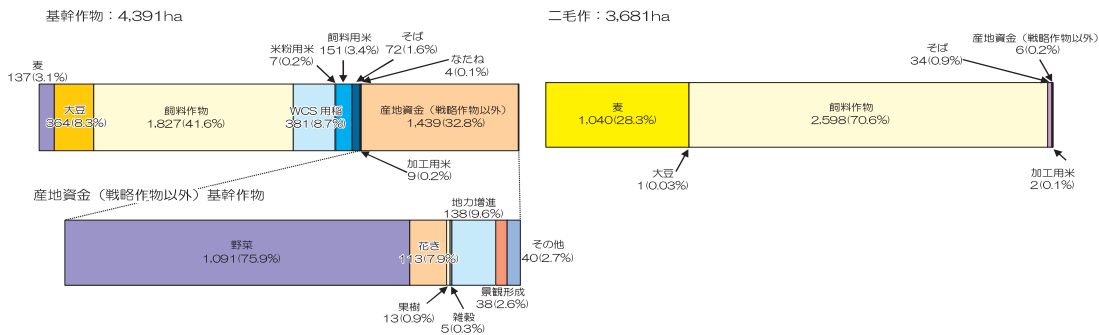 基幹作物：4,391ha
麦
137(3.1%)
大豆
364(8.3%)
飼料作物
1.827(41.6%)
WCS用稲
381(8.7%)
米粉用米
7(0.2%)
飼料用米
151(3.4%)
そば
72(1.6%)
なたね
4(0.1%)
産地資金（戦略作物以外）
1,439(32.8%)
加工用米
9(0.2%)
産地資金（戦略作物以外）基幹作物
野菜
1.091(75.9%)
花き
113(7.9%)
果樹
13(0.9%)
雑穀
5(0.3%)
地力増進
138(9.6%)
景観形成
38(2.6%)
その他
40(2.7%)
二毛作：3,681ha
麦
1,040(28.3%)
大豆
1(0.03%)
飼料作物
2,598(70.6%)
そば
34(0.9%)
産地資金（戦略作物以外）
6(0.2%)
加工用米
2(0.1%)